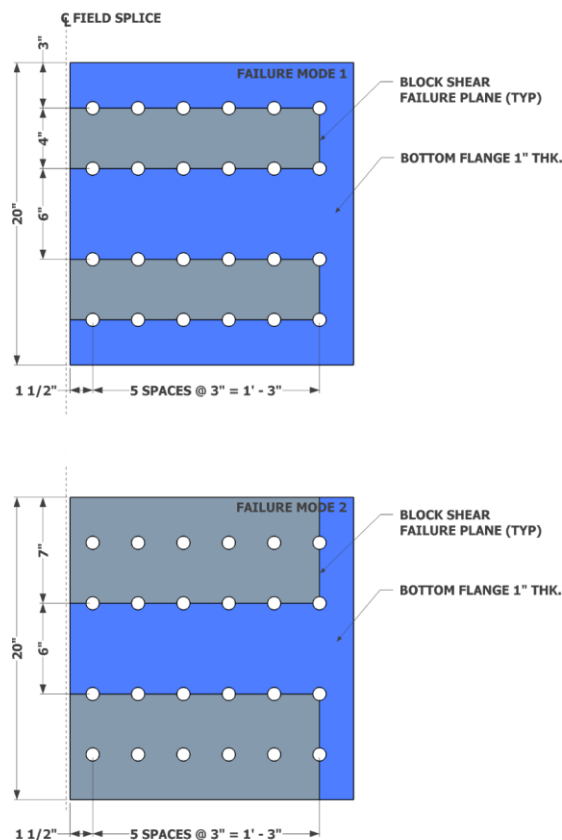 ℄ FIELD SPLICE
3"
FAILURE MODE 1
BLOCK SHEAR
FAILURE PLANE (TYP)
4"
BOTTOM FLANGE 1" THK.
20"
6"
1 1/2"
5 SPACES @ 3" = 1' - 3"
FAILURE MODE 2
BLOCK SHEAR
FAILURE PLANE (TYP)
7"
BOTTOM FLANGE 1" THK.
20"
6"
1 1/2"
5 SPACES @ 3" = 1' - 3"